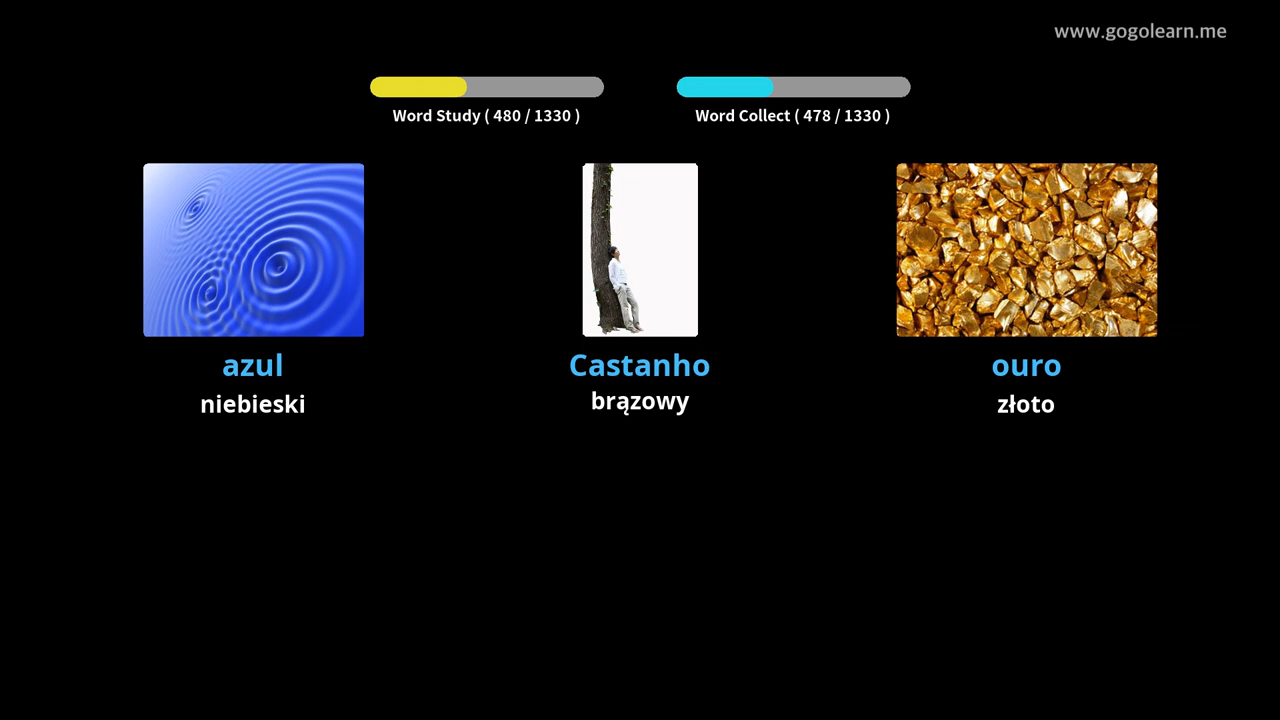 www.gogolearn.me
Word Study ( 480 / 1330 )
Word Collect ( 478 / 1330 )
azul
niebieski
Castanho
brązowy
ouro
złoto